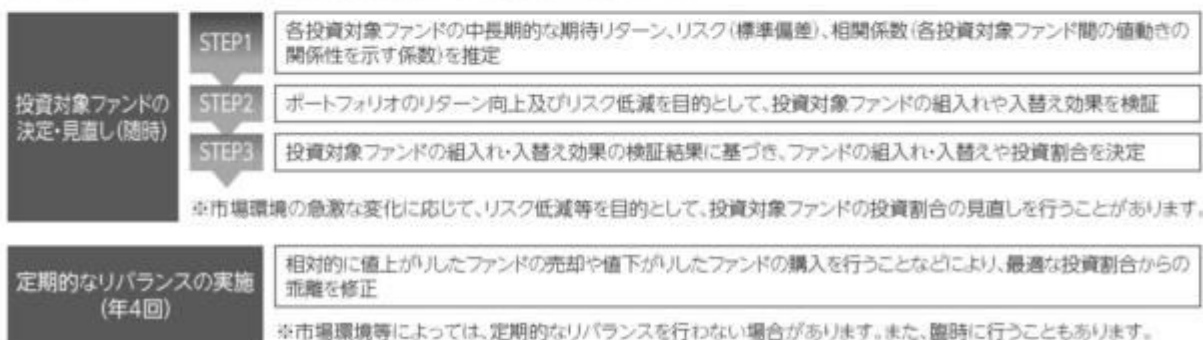 投資対象ファンドの
決定・見直し(随時)
STEP1
各投資対象ファンドの中長期的な期待リターン、リスク(標準偏差)、相関係数(各投資対象ファンド間の値動きの
関係性を示す係数)を推定
STEP2
ポートフォリオのリターン向上及びリスク低減を目的として、投資対象ファンドの組入れや入替え効果を検証
STEP3
投資対象ファンドの組入れ・入替え効果の検証結果に基づき、ファンドの組入れ・入替えや投資割合を決定
※市場環境の急激な変化に応じて、リスク低減等を目的として、投資対象ファンドの投資割合の見直しを行うことがあります。
定期的なリバランスの実施
(年4回)
相対的に値上がりしたファンドの売却や値下がりしたファンドの購入を行うことなどにより、最適な投資割合からの
乖離を修正
※市場環境等によっては、定期的なリバランスを行わない場合があります。また、臨時に行うこともあります。